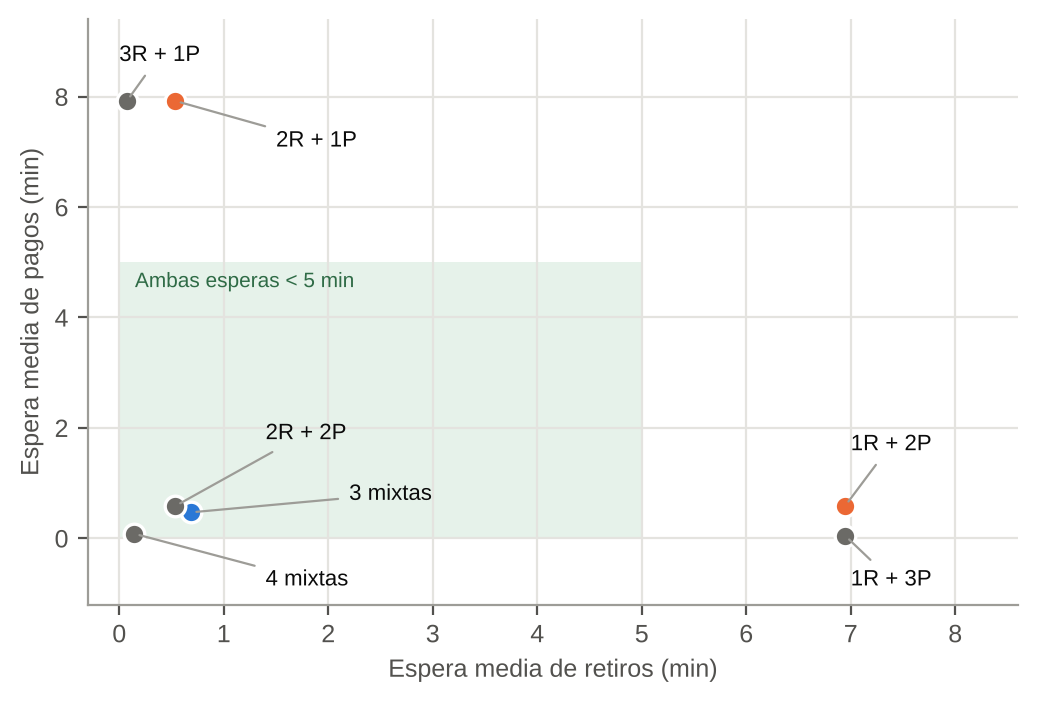 3R + 1P
2R + 1P
Ambas esperas < 5 min
2R + 2P
3 mixtas
4 mixtas
1R + 2P
1R + 3P
8
6
4
2
0
Espera media de pagos (min)
0 1 2 3 4 5 6 7 8
Espera media de retiros (min)